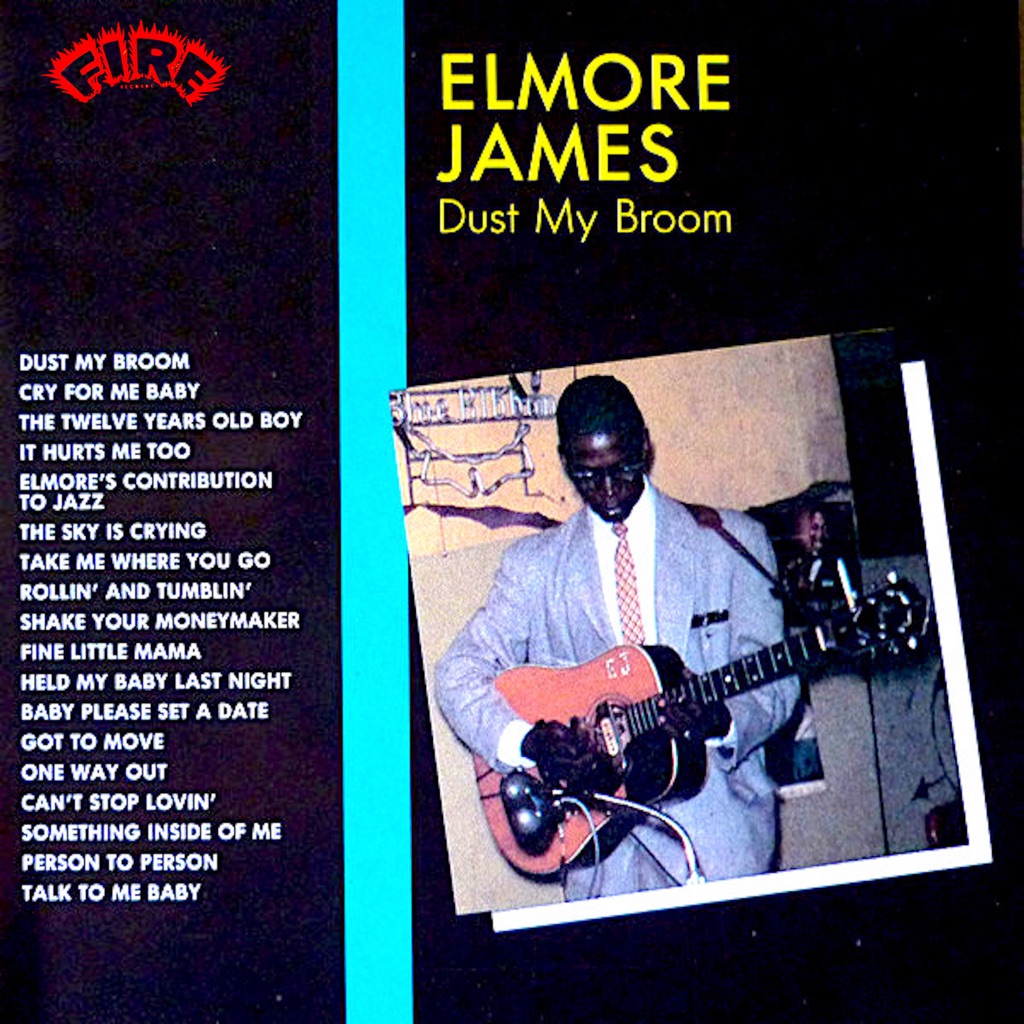 FIRE
RECORDS
ELMORE
JAMES
Dust My Broom
DUST MY BROOM
CRY FOR ME BABY
THE TWELVE YEARS OLD BOY
IT HURTS ME TOO
ELMORE'S CONTRIBUTION
TO JAZZ
THE SKY IS CRYING
TAKE ME WHERE YOU GO
ROLLIN' AND TUMBLIN'
SHAKE YOUR MONEYMAKER
FINE LITTLE MAMA
HELD MY BABY LAST NIGHT
BABY PLEASE SET A DATE
GOT TO MOVE
ONE WAY OUT
CAN'T STOP LOVIN'
SOMETHING INSIDE OF ME
PERSON TO PERSON
TALK TO ME BABY
Blue Ribbon
EJ